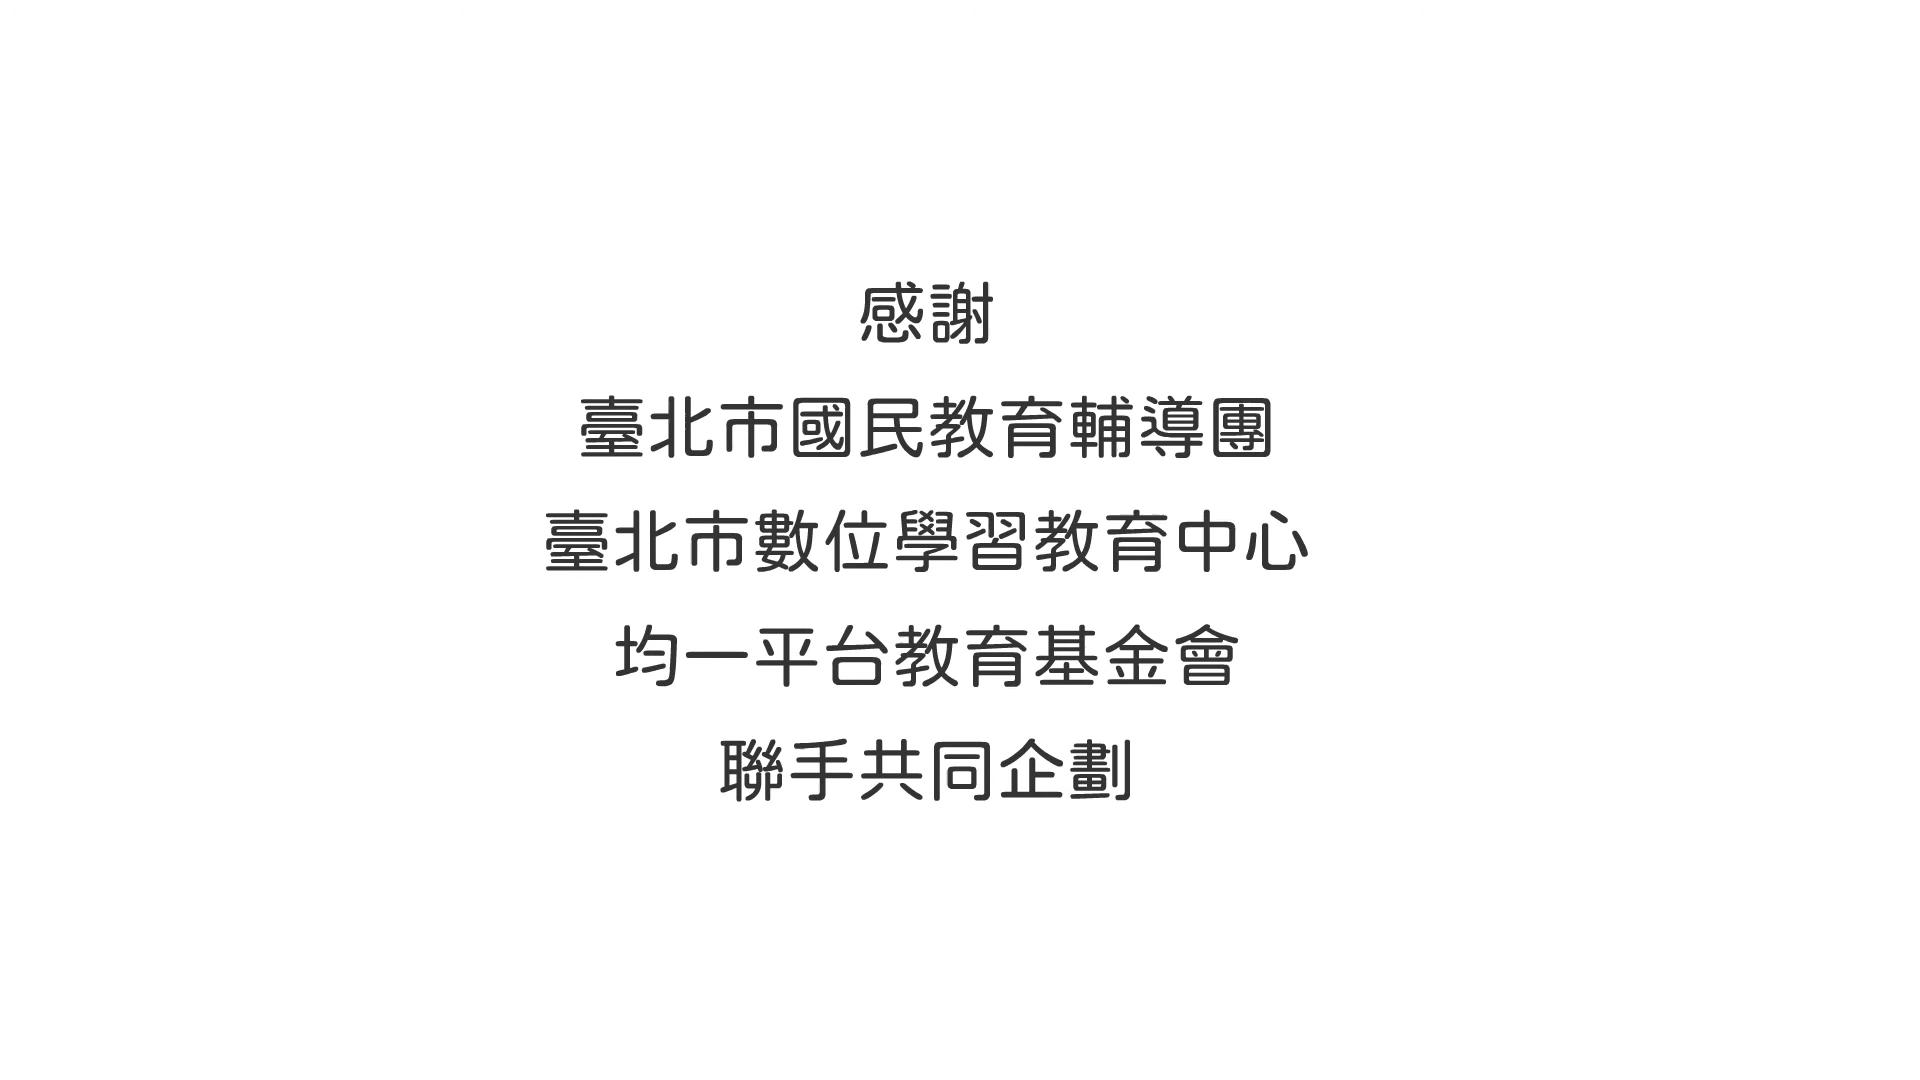 感謝
臺北市國民教育輔導團
臺北市數位學習教育中心
均一平台教育基金會
聯手共同企劃